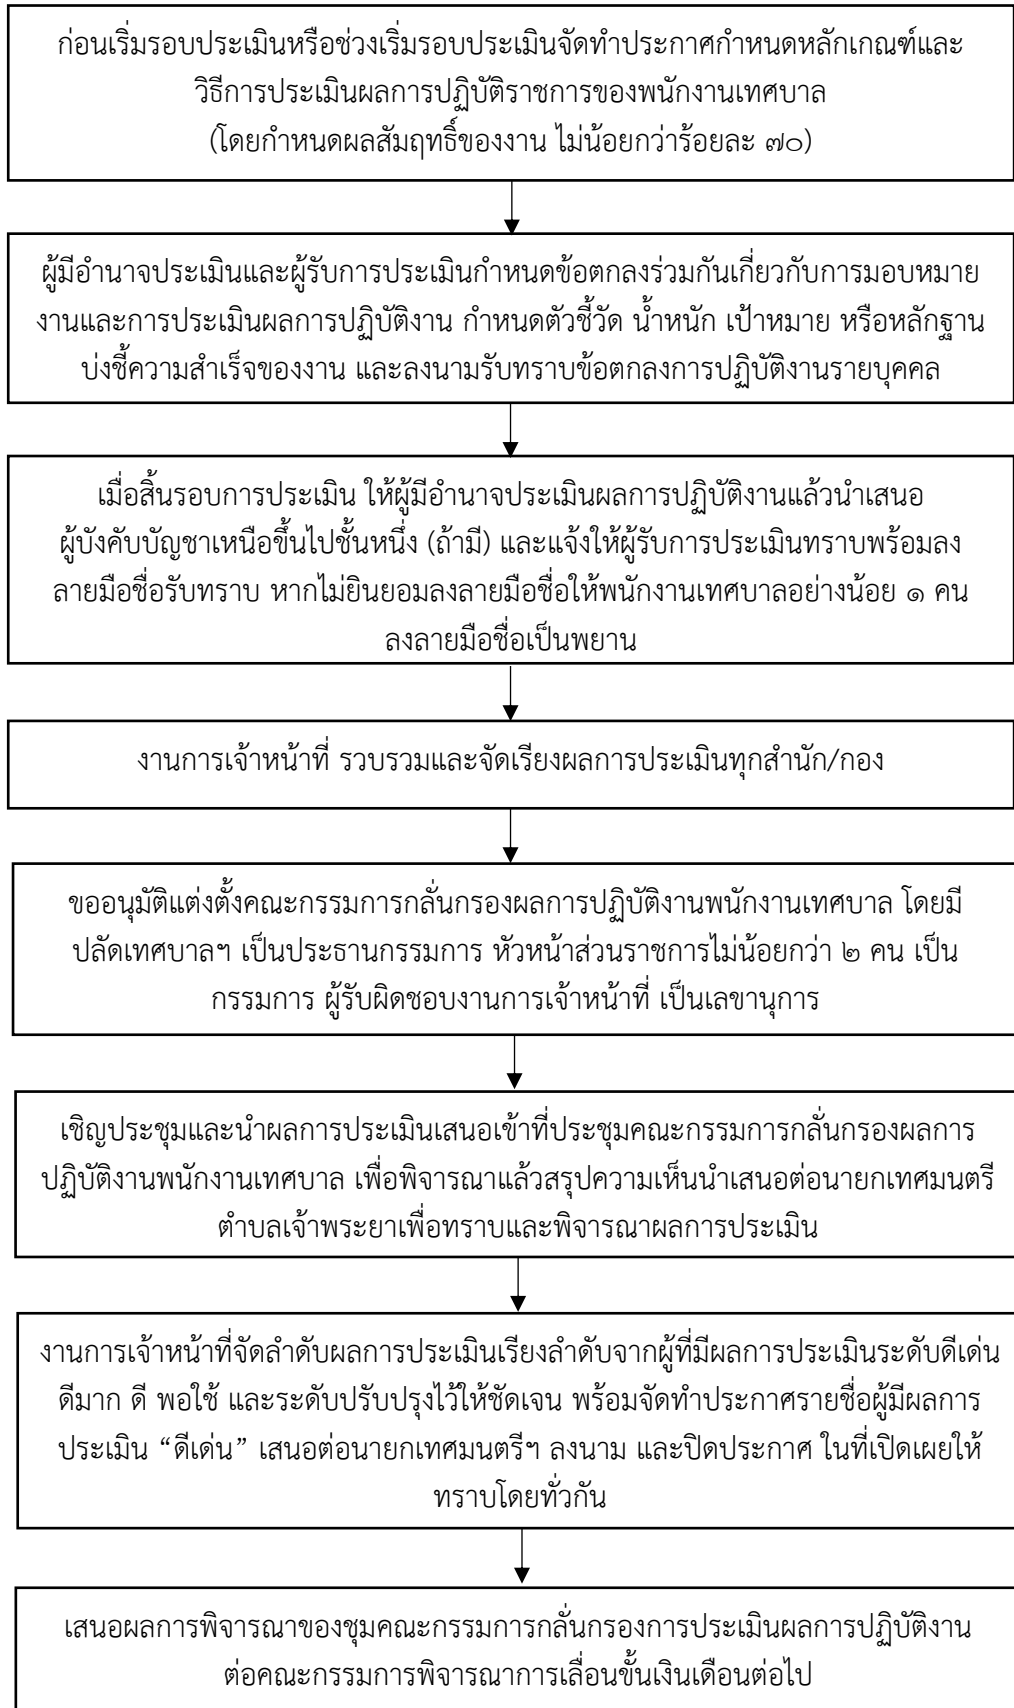 ก่อนเริ่มรอบประเมินหรือช่วงเริ่มรอบประเมินจัดทำประกาศกำหนดหลักเกณฑ์และ
วิธีการประเมินผลการปฏิบัติราชการของพนักงานเทศบาล
(โดยกำหนดผลสัมฤทธิ์ของงาน ไม่น้อยกว่าร้อยละ ๗๐)
ผู้มีอำนาจประเมินและผู้รับการประเมินกำหนดข้อตกลงร่วมกันเกี่ยวกับการมอบหมาย
งานและการประเมินผลการปฏิบัติงาน กำหนดตัวชี้วัด น้ำหนัก เป้าหมาย หรือหลักฐาน
บ่งชี้ความสำเร็จของงาน และลงนามรับทราบข้อตกลงการปฏิบัติงานรายบุคคล
เมื่อสิ้นรอบการประเมิน ให้ผู้มีอำนาจประเมินผลการปฏิบัติงานแล้วนำเสนอ
ผู้บังคับบัญชาเหนือขึ้นไปชั้นหนึ่ง (ถ้ามี) และแจ้งให้ผู้รับการประเมินทราบพร้อมลง
ลายมือชื่อรับทราบ หากไม่ยินยอมลงลายมือชื่อให้พนักงานเทศบาลอย่างน้อย ๑ คน
ลงลายมือชื่อเป็นพยาน
งานการเจ้าหน้าที่ รวบรวมและจัดเรียงผลการประเมินทุกสำนัก/กอง
ขออนุมัติแต่งตั้งคณะกรรมการกลั่นกรองผลการปฏิบัติงานพนักงานเทศบาล โดยมี
ปลัดเทศบาลฯ เป็นประธานกรรมการ หัวหน้าส่วนราชการไม่น้อยกว่า ๒ คน เป็น
กรรมการ ผู้รับผิดชอบงานการเจ้าหน้าที่ เป็นเลขานุการ
เชิญประชุมและนำผลการประเมินเสนอเข้าที่ประชุมคณะกรรมการกลั่นกรองผลการ
ปฏิบัติงานพนักงานเทศบาล เพื่อพิจารณาแล้วสรุปความเห็นนำเสนอต่อนายกเทศมนตรี
ตำบลเจ้าพระยาเพื่อทราบและพิจารณาผลการประเมิน
งานการเจ้าหน้าที่จัดลำดับผลการประเมินเรียงลำดับจากผู้ที่มีผลการประเมินระดับดีเด่น
ดีมาก ดี พอใช้ และระดับปรับปรุงไว้ให้ชัดเจน พร้อมจัดทำประกาศรายชื่อผู้มีผลการ
ประเมิน “ดีเด่น” เสนอต่อนายกเทศมนตรีฯ ลงนาม และปิดประกาศ ในที่เปิดเผยให้
ทราบโดยทั่วกัน
เสนอผลการพิจารณาของชุมคณะกรรมการกลั่นกรองการประเมินผลการปฏิบัติงาน
ต่อคณะกรรมการพิจารณาการเลื่อนขั้นเงินเดือนต่อไป